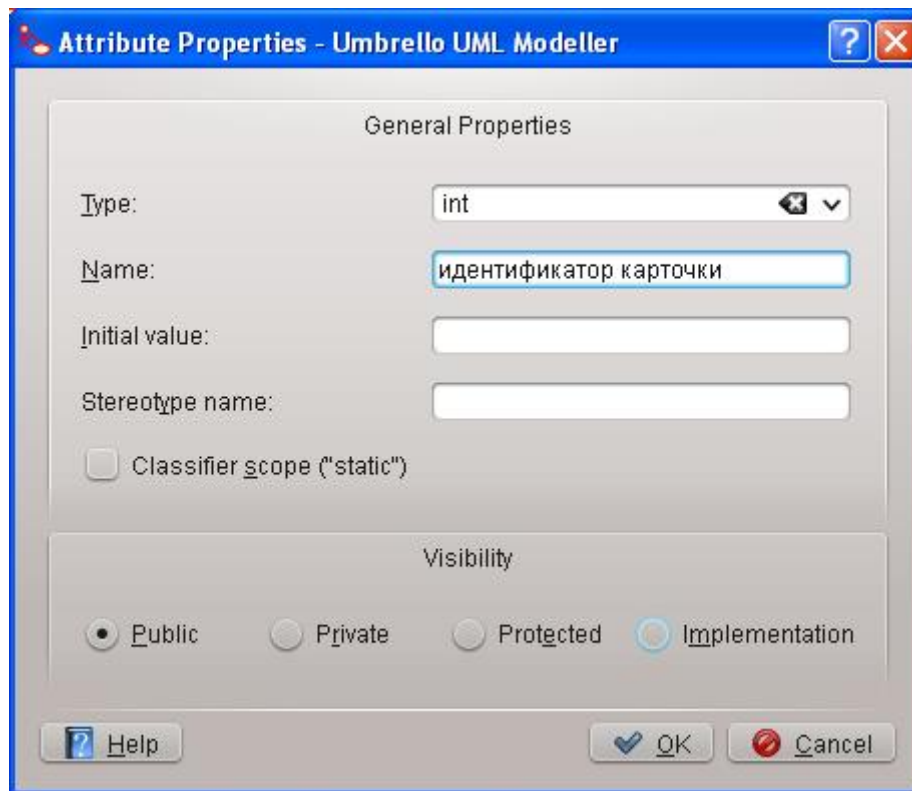 Attribute Properties - Umbrello UML Modeller
General Properties
Type: int
Name: идентификатор карточки
Initial value:
Stereotype name:
Classifier scope ("static")
Visibility
Public Private Protected Implementation
Help OK Cancel